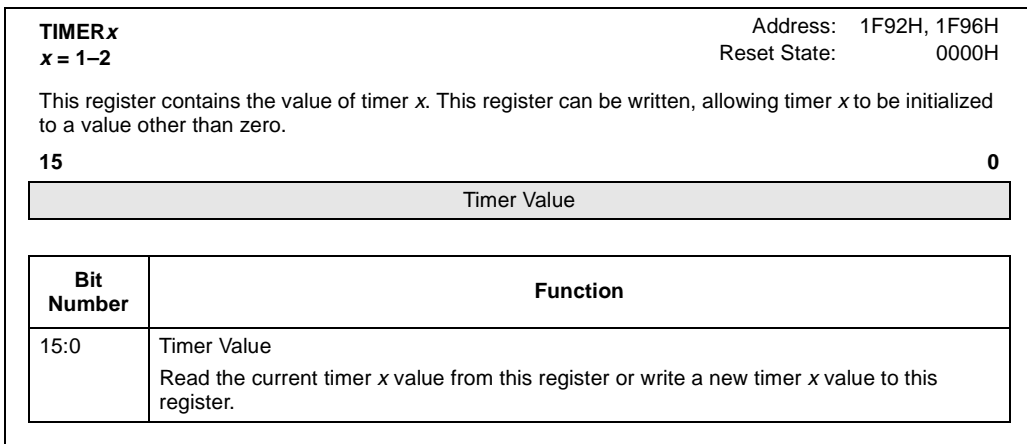 TIMERx Address: 1F92H, 1F96H
x = 1–2 Reset State: 0000H
This register contains the value of timer x. This register can be written, allowing timer x to be initialized
to a value other than zero.
15 0
Timer Value
Bit
Number
Function
15:0 Timer Value
Read the current timer x value from this register or write a new timer x value to this
register.